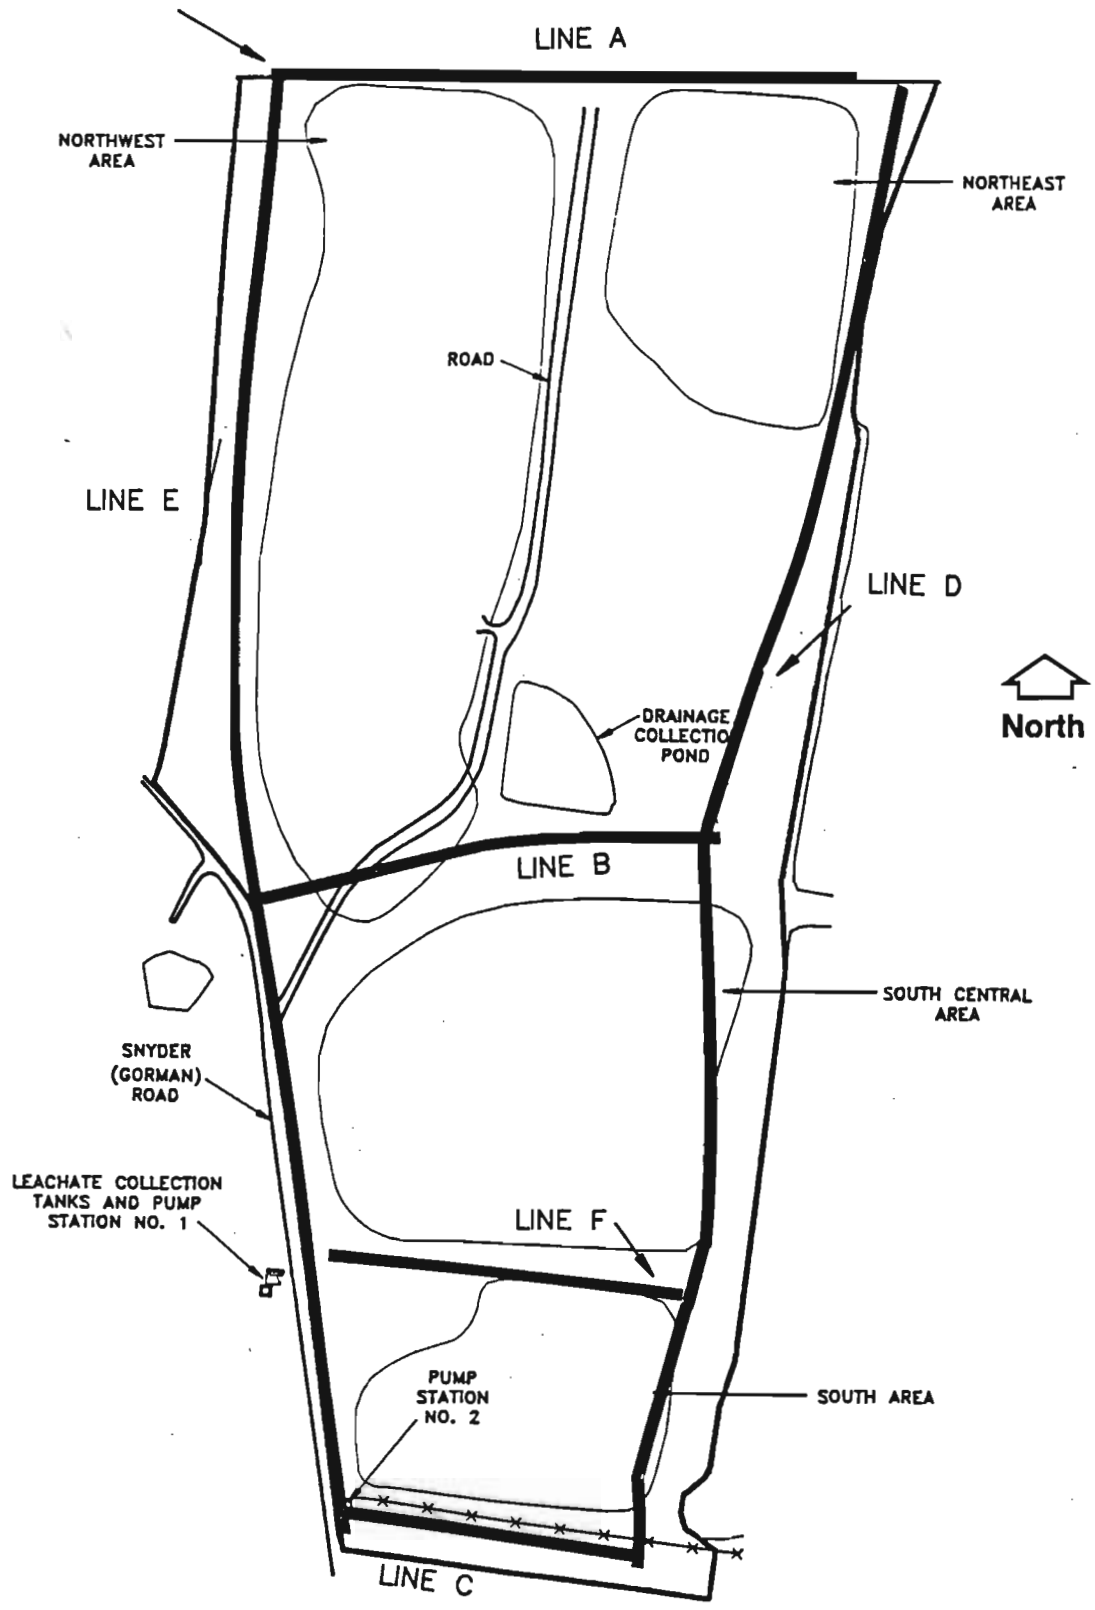 LINE A
NORTHWEST
AREA
NORTHEAST
AREA
ROAD
LINE E
LINE D
North
DRAINAGE
COLLECTIO
POND
LINE B
SOUTH CENTRAL
AREA
SNYDER
(GORMAN)
ROAD
LEACHATE COLLECTION
TANKS AND PUMP
STATION NO. 1
LINE F
PUMP
STATION
NO. 2
SOUTH AREA
LINE C